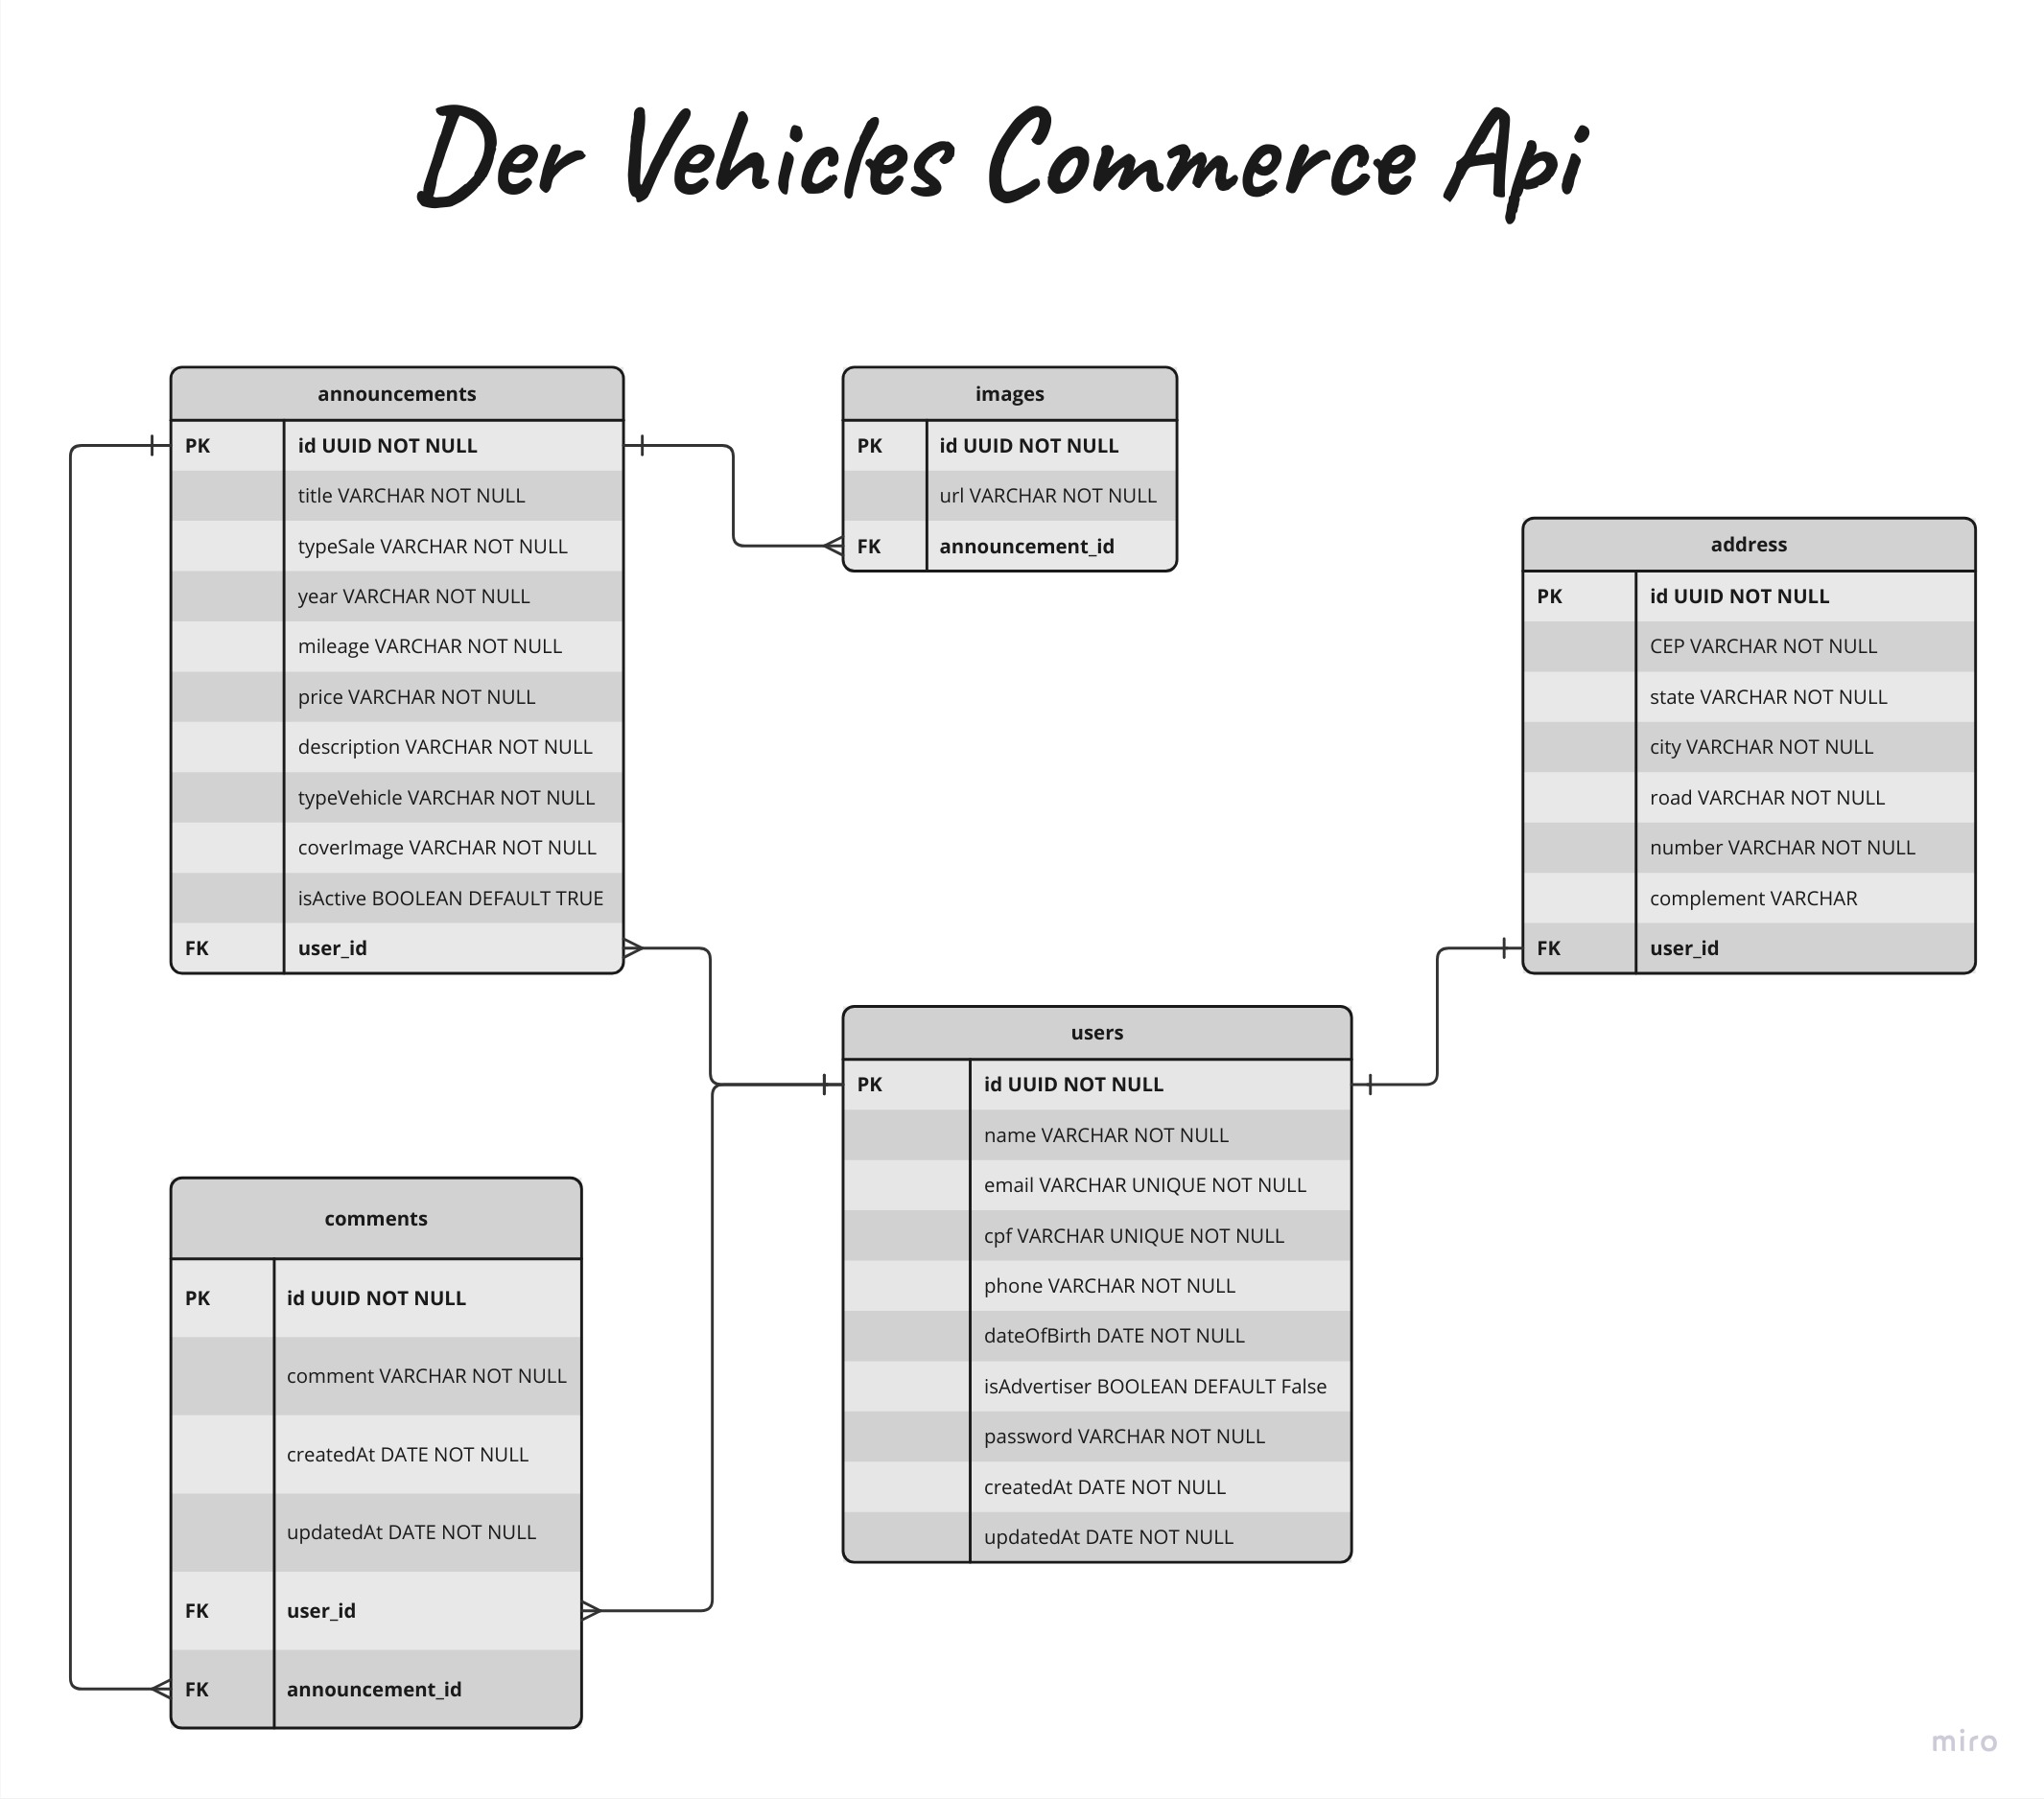 Der Vehicles Commerce Api
announcements
PK id UUID NOT NULL
title VARCHAR NOT NULL
typeSale VARCHAR NOT NULL
year VARCHAR NOT NULL
mileage VARCHAR NOT NULL
price VARCHAR NOT NULL
description VARCHAR NOT NULL
typeVehicle VARCHAR NOT NULL
coverImage VARCHAR NOT NULL
isActive BOOLEAN DEFAULT TRUE
FK user_id
images
PK id UUID NOT NULL
url VARCHAR NOT NULL
FK announcement_id
address
PK id UUID NOT NULL
CEP VARCHAR NOT NULL
state VARCHAR NOT NULL
city VARCHAR NOT NULL
road VARCHAR NOT NULL
number VARCHAR NOT NULL
complement VARCHAR
FK user_id
users
PK id UUID NOT NULL
name VARCHAR NOT NULL
email VARCHAR UNIQUE NOT NULL
cpf VARCHAR UNIQUE NOT NULL
phone VARCHAR NOT NULL
dateOfBirth DATE NOT NULL
isAdvertiser BOOLEAN DEFAULT False
password VARCHAR NOT NULL
createdAt DATE NOT NULL
updatedAt DATE NOT NULL
comments
PK id UUID NOT NULL
comment VARCHAR NOT NULL
createdAt DATE NOT NULL
updatedAt DATE NOT NULL
FK user_id
FK announcement_id
miro